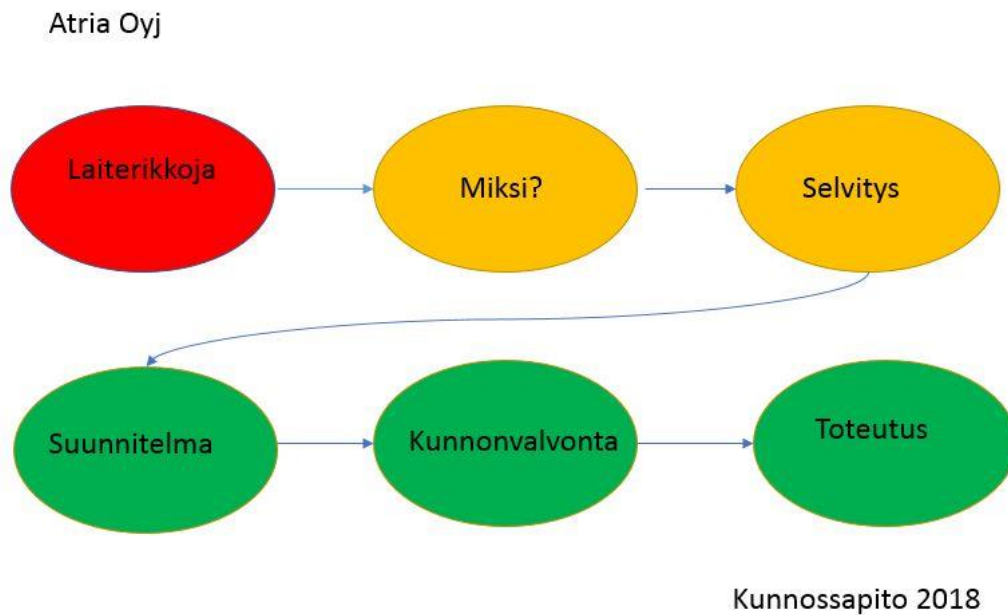 Atria Oyj
Laiterikkoja
Miksi?
Selvitys
Suunnitelma
Kunnonvalvonta
Toteutus
Kunnossapito 2018